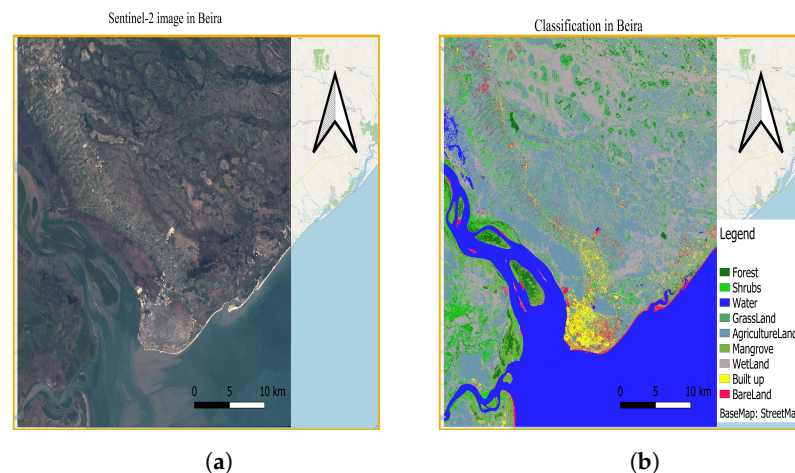 Sentinel-2 image in Beira
0 5 10 km
(a)
Classification in Beira
Legend
Forest
Shrubs
Water
GrassLand
AgricultureLand
Mangrove
WetLand
Built up
BareLand
BaseMap: StreetMa
0 5 10 km
(b)